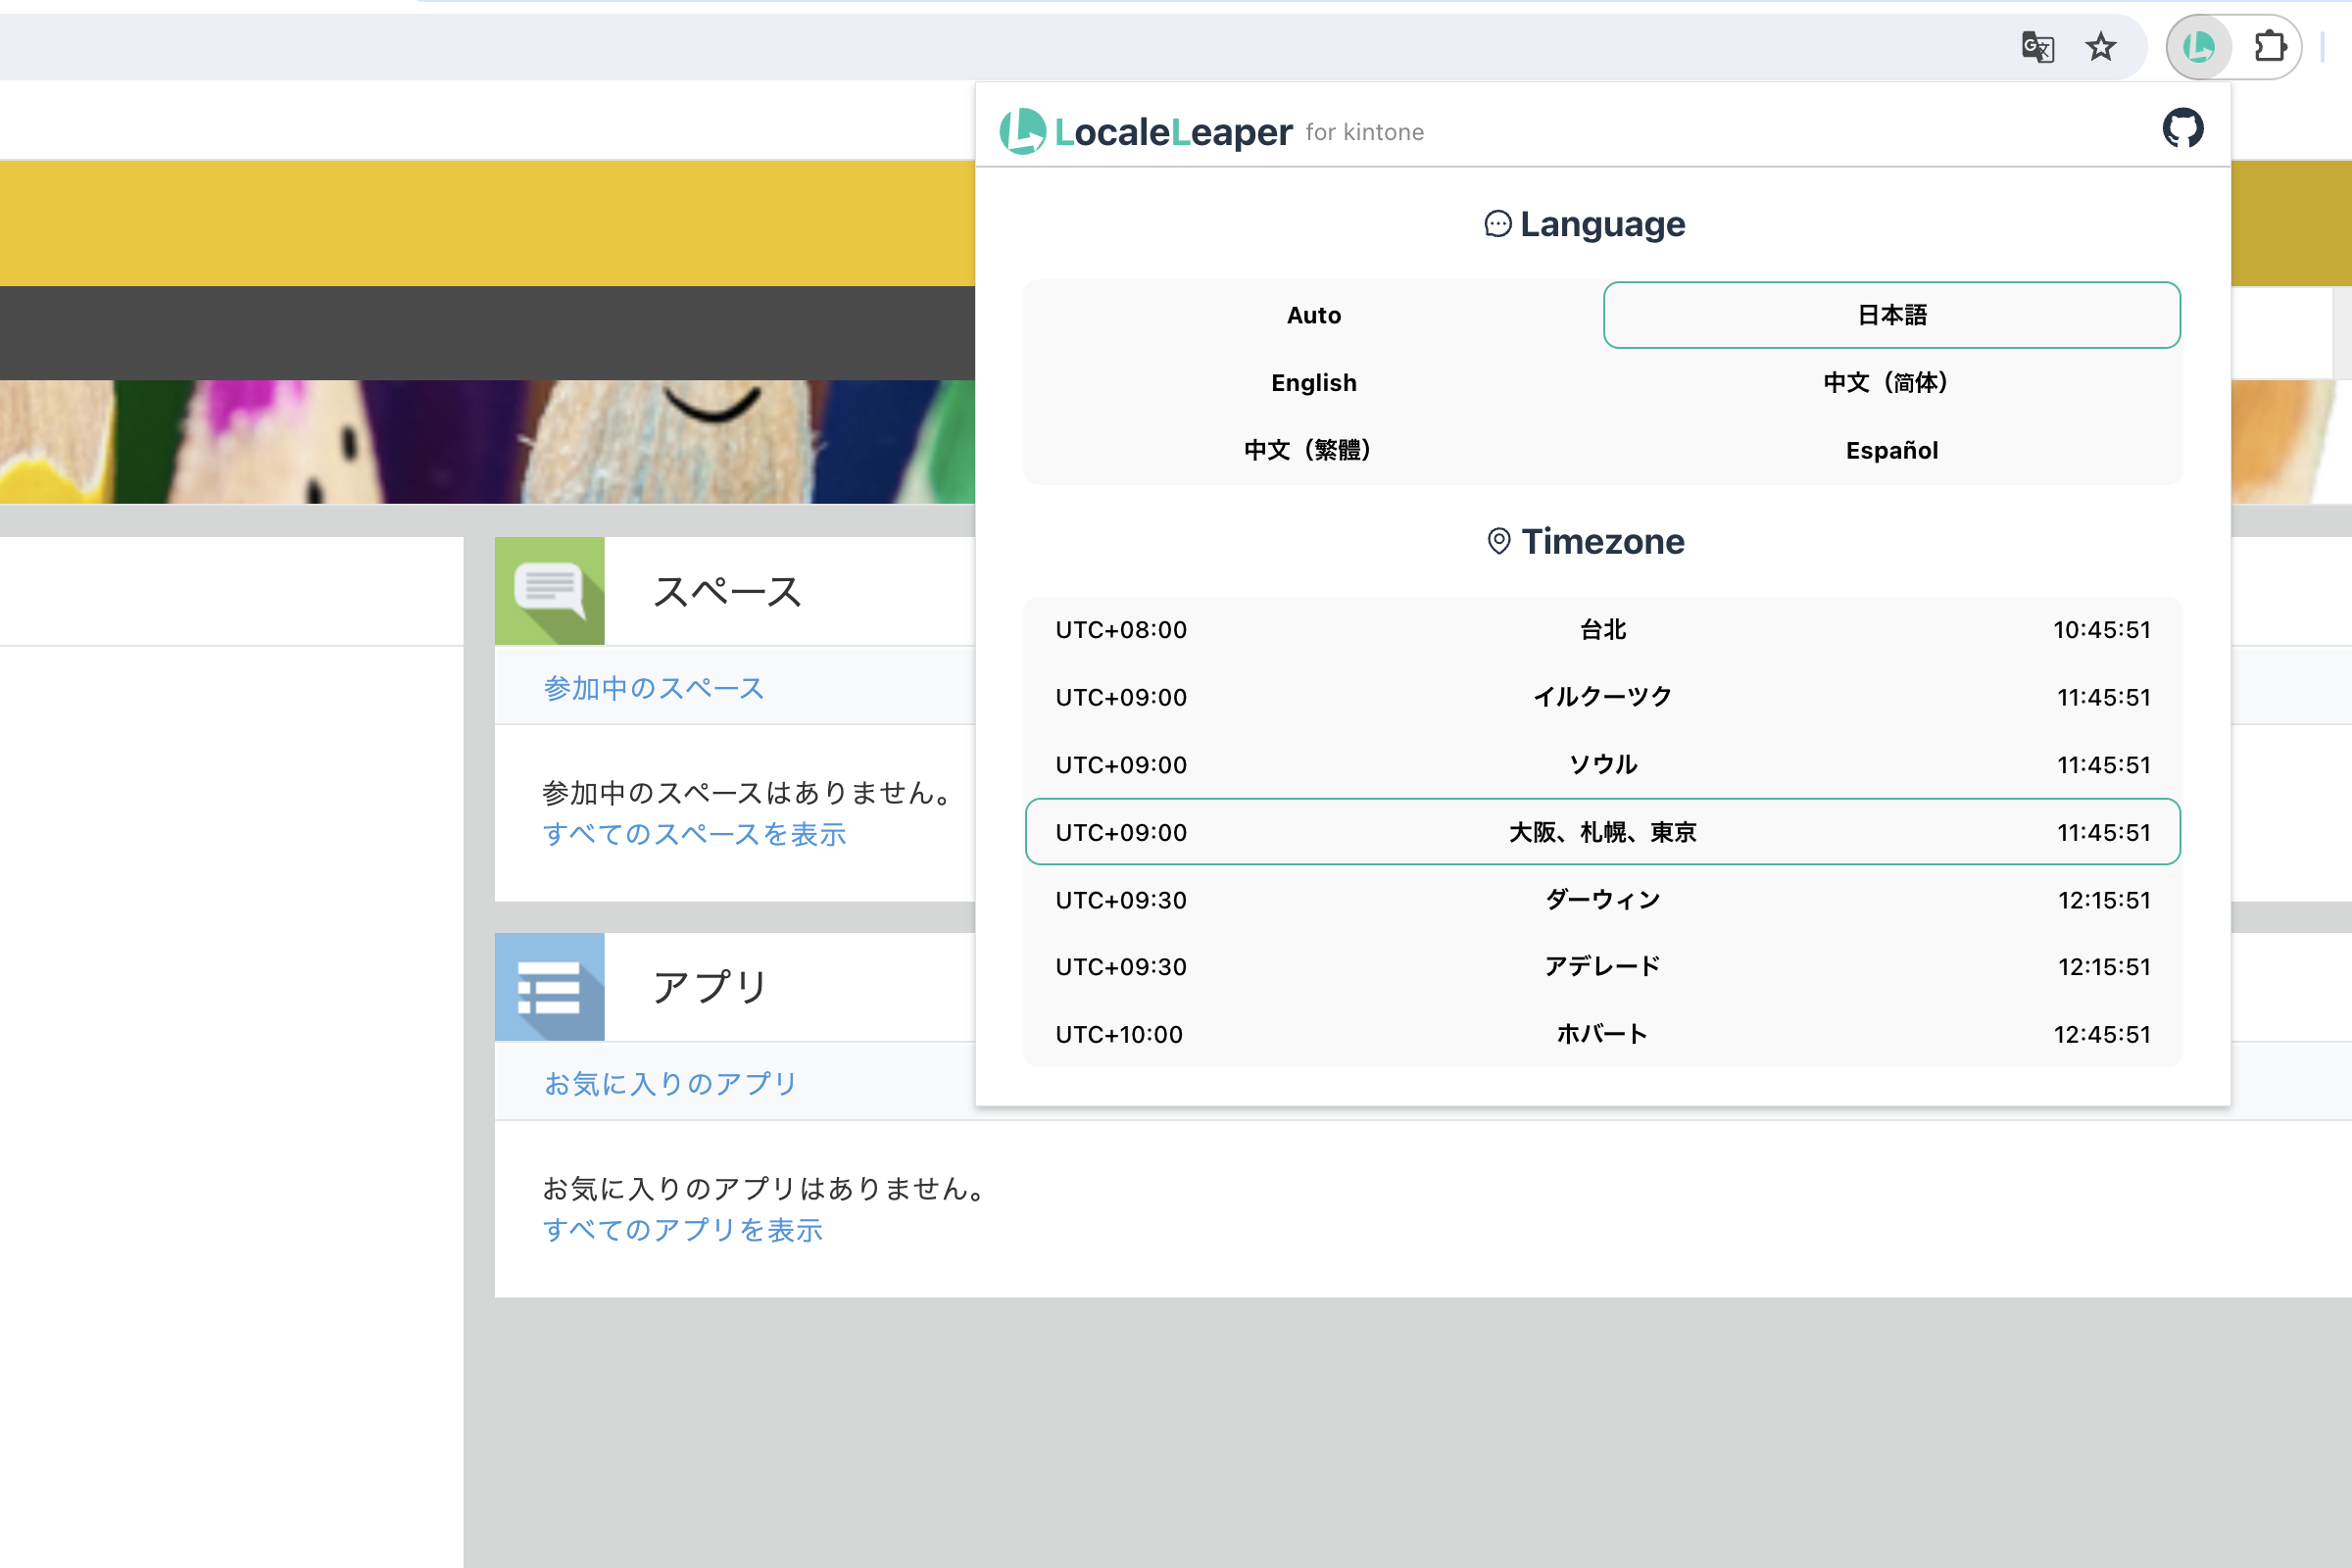 LocaleLeaper for kintone
Language
Auto
日本語
English
中文（简体）
中文（繁體）
Español
Timezone
UTC+08:00 台北 10:45:51
UTC+09:00 イルクーツク 11:45:51
UTC+09:00 ソウル 11:45:51
UTC+09:00 大阪、札幌、東京 11:45:51
UTC+09:30 ダーウィン 12:15:51
UTC+09:30 アデレード 12:15:51
UTC+10:00 ホバート 12:45:51
スペース
参加中のスペース
参加中のスペースはありません。
すべてのスペースを表示
アプリ
お気に入りのアプリ
お気に入りのアプリはありません。
すべてのアプリを表示